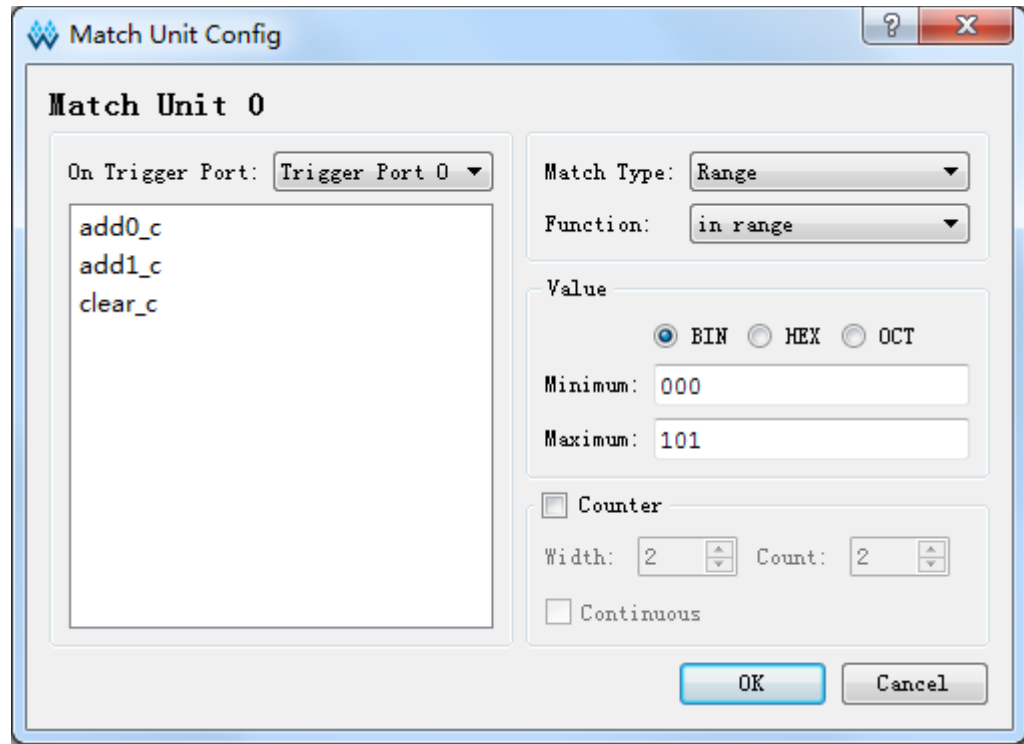 Match Unit Config
Match Unit 0
On Trigger Port: Trigger Port 0
add0_c
add1_c
clear_c
Match Type: Range
Function: in range
Value
BIN HEX OCT
Minimum: 000
Maximum: 101
Counter
Width: 2 Count: 2
Continuous
OK Cancel